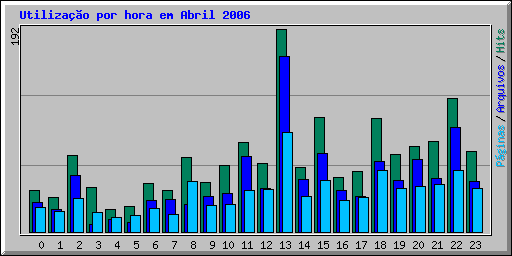 Utilização por hora em Abril 2006
192
Páginas / Arquivos / Hits
0 1 2 3 4 5 6 7 8 9 10 11 12 13 14 15 16 17 18 19 20 21 22 23